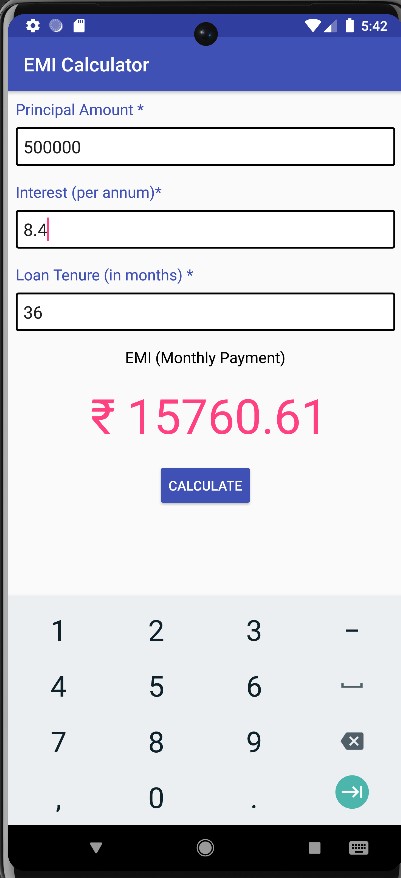 5:42
EMI Calculator
Principal Amount *
500000
Interest (per annum)*
8.4
Loan Tenure (in months) *
36
EMI (Monthly Payment)
₹ 15760.61
CALCULATE
1 2 3 –
4 5 6
7 8 9
, 0 .